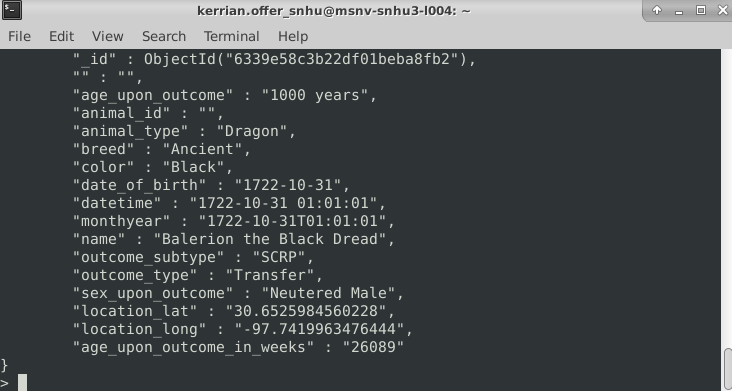 kerrian.offer_snhu@msnv-snhu3-l004: ~
File Edit View Search Terminal Help
"_id" : ObjectId("6339e58c3b22df01beba8fb2"),
"" : "",
"age_upon_outcome" : "1000 years",
"animal_id" : "",
"animal_type" : "Dragon",
"breed" : "Ancient",
"color" : "Black",
"date_of_birth" : "1722-10-31",
"datetime" : "1722-10-31 01:01:01",
"monthyear" : "1722-10-31T01:01:01",
"name" : "Balerion the Black Dread",
"outcome_subtype" : "SCRP",
"outcome_type" : "Transfer",
"sex_upon_outcome" : "Neutered Male",
"location_lat" : "30.6525984560228",
"location_long" : "-97.7419963476444",
"age_upon_outcome_in_weeks" : "26089"
}
>